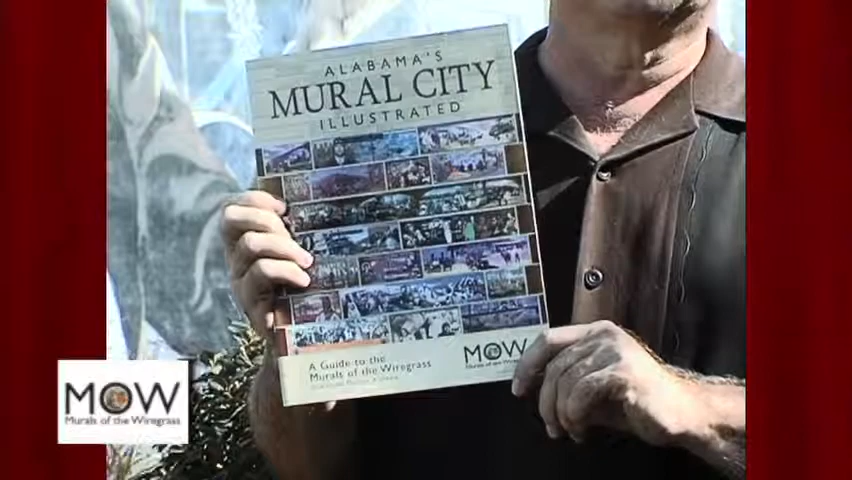 ALABAMA'S
MURAL CITY
ILLUSTRATED
A Guide to the
Murals of the Wiregrass
MOW
Murals of the Wiregrass
MOW
Murals of the Wiregrass